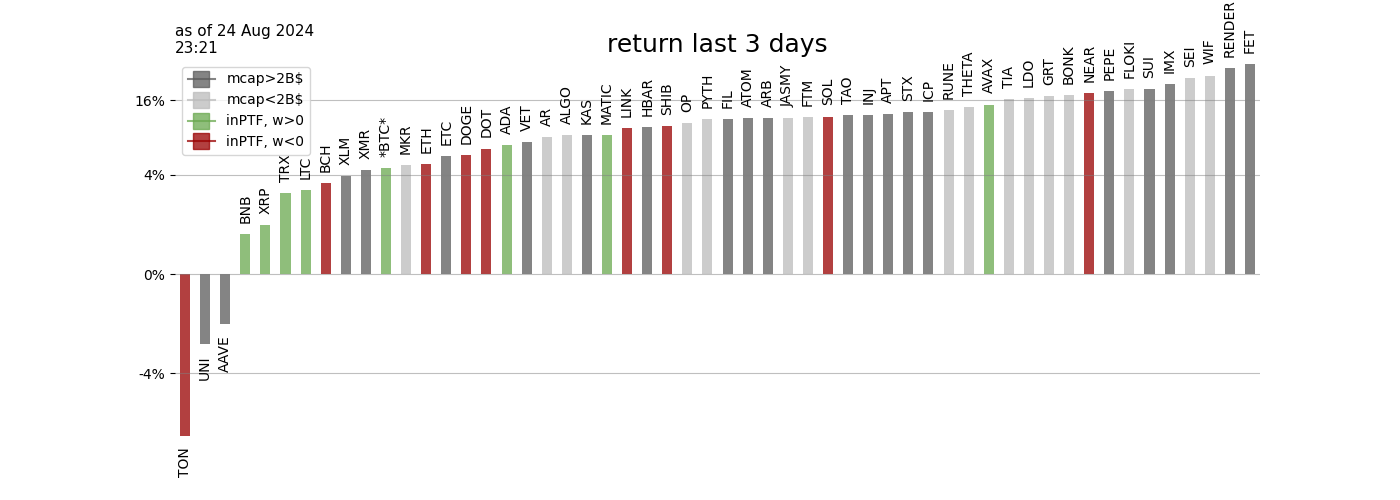 as of 24 Aug 2024
23:21
return last 3 days
mcap>2B$
mcap<2B$
inPTF, w>0
inPTF, w<0
16%
4%
0%
-4%
TON
UNI
AAVE
BNB
XRP
TRX
LTC
BCH
XLM
XMR
*BTC*
MKR
ETH
ETC
DOGE
DOT
ADA
VET
AR
ALGO
KAS
MATIC
LINK
HBAR
SHIB
OP
PYTH
FIL
ATOM
ARB
JASMY
FTM
SOL
TAO
INJ
APT
STX
ICP
RUNE
THETA
AVAX
TIA
LDO
GRT
BONK
NEAR
PEPE
FLOKI
SUI
IMX
SEI
WIF
RENDER
FET